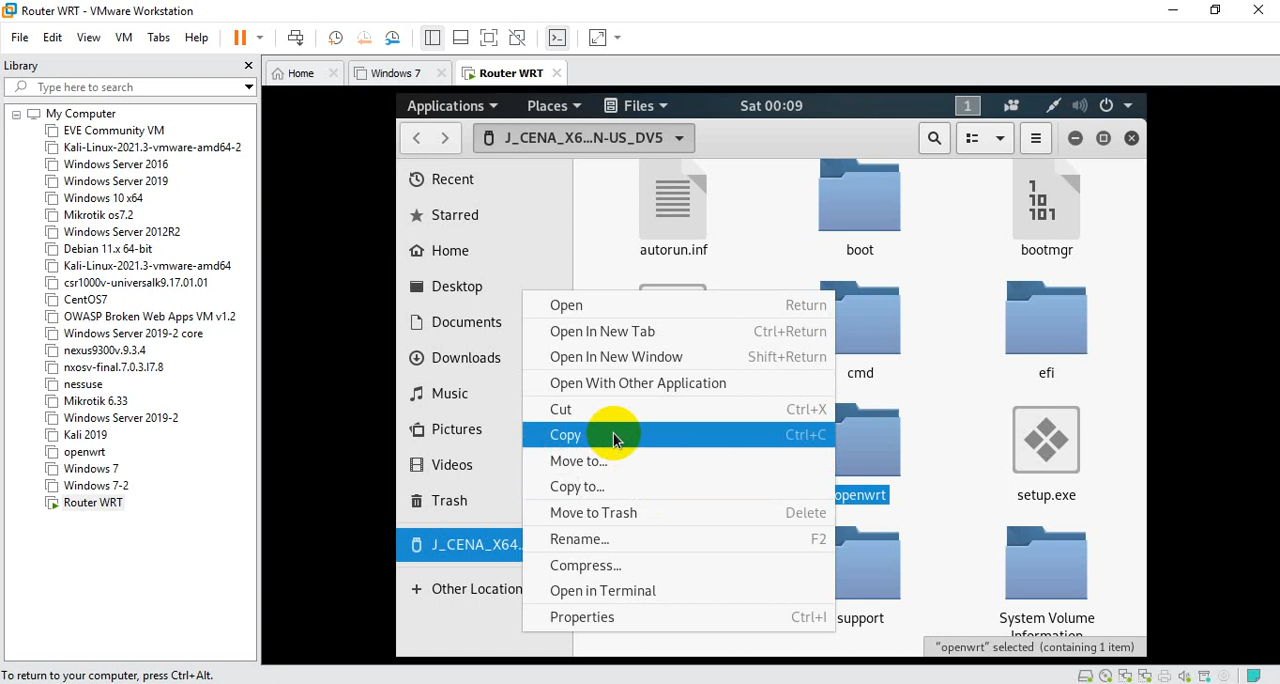 Router WRT - VMware Workstation
File Edit View VM Tabs Help
Library
Type here to search
My Computer
EVE Community VM
Kali-Linux-2021.3-vmware-amd64-2
Windows Server 2016
Windows Server 2019
Windows 10 x64
Mikrotik os7.2
Windows Server 2012R2
Debian 11.x 64-bit
Kali-Linux-2021.3-vmware-amd64
csr1000v-universalk9.17.01.01
CentOS7
OWASP Broken Web Apps VM v1.2
Windows Server 2019-2 core
nexus9300v.9.3.4
nxosv-final.7.0.3.I7.8
nessuse
Mikrotik 6.33
Windows Server 2019-2
Kali 2019
openwrt
Windows 7
Windows 7-2
Router WRT
Home Windows 7 Router WRT
Applications Places Files Sat 00:09 1
J_CENA_X6...N-US_DV5
Recent
Starred
Home
Desktop
Documents
Downloads
Music
Pictures
Videos
Trash
J_CENA_X64..
Other Location
autorun.inf boot bootmgr
1
10
101
cmd efi
openwrt setup.exe
support System Volume
Information
Open Return
Open In New Tab Ctrl+Return
Open In New Window Shift+Return
Open With Other Application
Cut Ctrl+X
Copy Ctrl+C
Move to...
Copy to...
Move to Trash Delete
Rename... F2
Compress...
Open in Terminal
Properties Ctrl+I
"openwrt" selected (containing 1 item)
To return to your computer, press Ctrl+Alt.